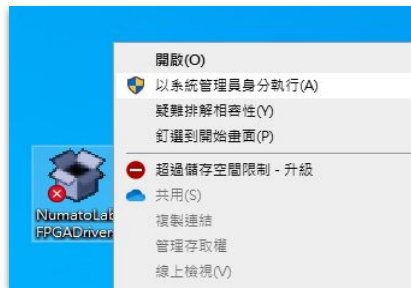 開啟(O)
以系統管理員身分執行(A)
疑難排解相容性(Y)
釘選到開始畫面(P)
超過儲存空間限制 - 升級
共用(S)
複製連結
管理存取權
線上檢視(V)
NumatoLab
FPGADriver